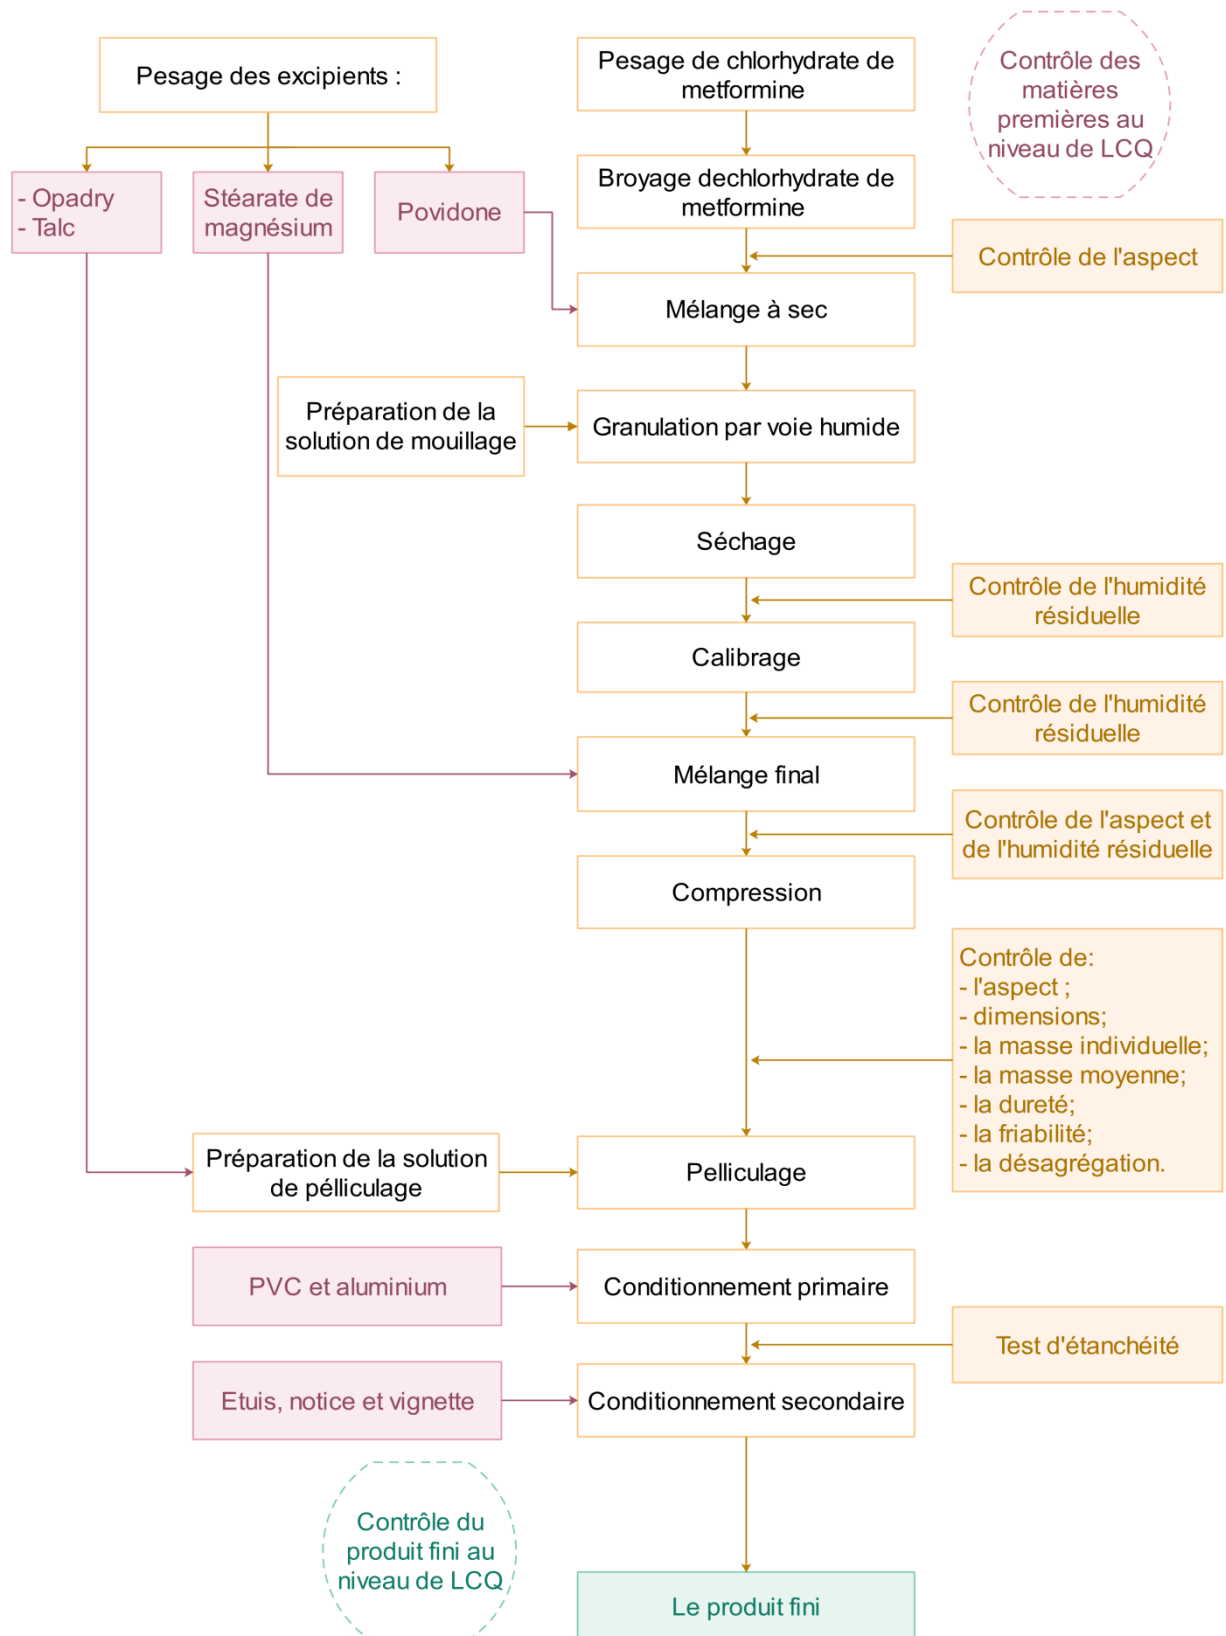 Pesage des excipients :
Pesage de chlorhydrate de
metformine
Contrôle des
matières
premières au
niveau de LCQ
- Opadry
- Talc
Stéarate de
magnésium
Povidone
Broyage dechlorhydrate de
metformine
Contrôle de l'aspect
Mélange à sec
Préparation de la
solution de mouillage
Granulation par voie humide
Séchage
Contrôle de l'humidité
résiduelle
Calibrage
Contrôle de l'humidité
résiduelle
Mélange final
Contrôle de l'aspect et
de l'humidité résiduelle
Compression
Contrôle de:
- l'aspect ;
- dimensions;
- la masse individuelle;
- la masse moyenne;
- la dureté;
- la friabilité;
- la désagrégation.
Préparation de la solution
de pélliculage
Pelliculage
PVC et aluminium
Conditionnement primaire
Test d'étanchéité
Etuis, notice et vignette
Conditionnement secondaire
Contrôle du
produit fini au
niveau de LCQ
Le produit fini